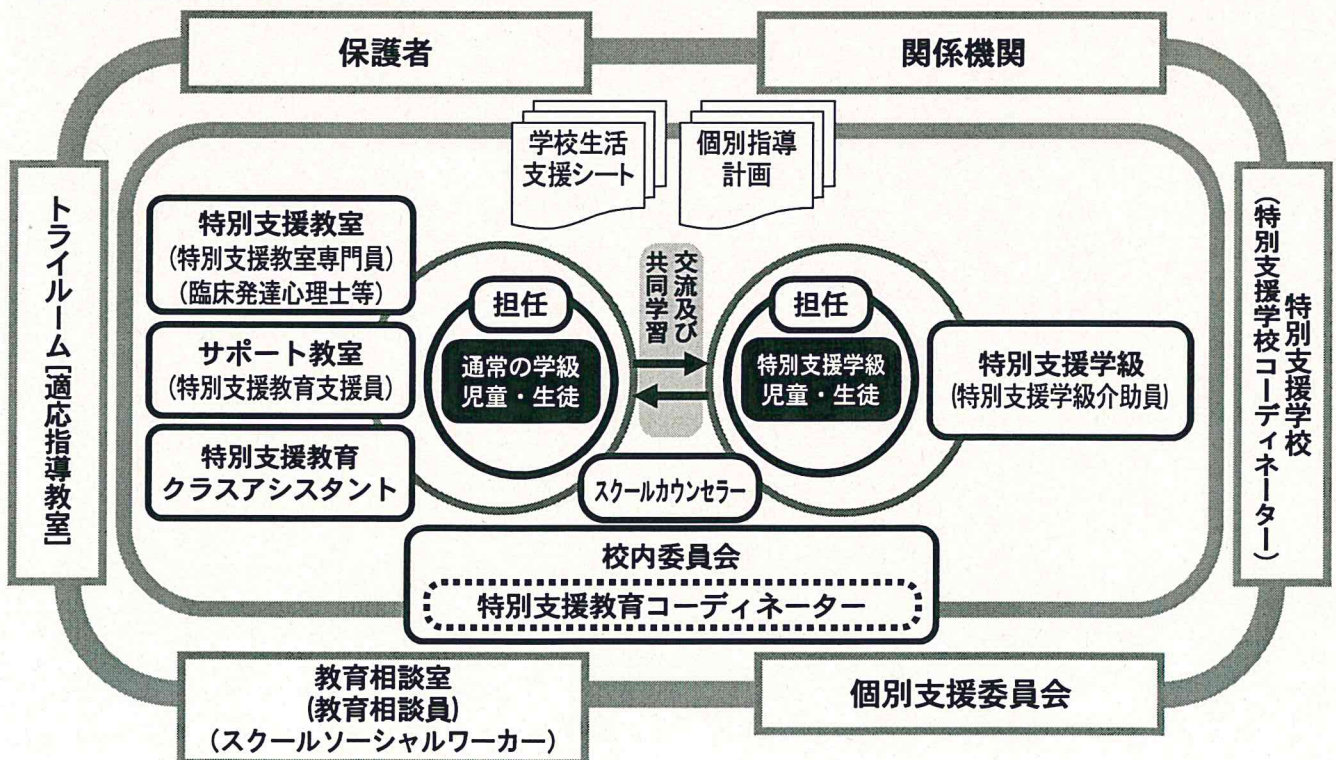 保護者
関係機関
学校生活
支援シート
個別指導
計画
トライルーム[適応指導教室]
特別支援教室
(特別支援教室専門員)
(臨床発達心理士等)
サポート教室
(特別支援教育支援員)
特別支援教育
クラスアシスタント
担任
通常の学級
児童・生徒
交流及び
共同学習
担任
特別支援学級
児童・生徒
特別支援学級
(特別支援学級介助員)
特別支援学校
(特別支援学校コーディネーター)
スクールカウンセラー
校内委員会
特別支援教育コーディネーター
教育相談室
(教育相談員)
(スクールソーシャルワーカー)
個別支援委員会